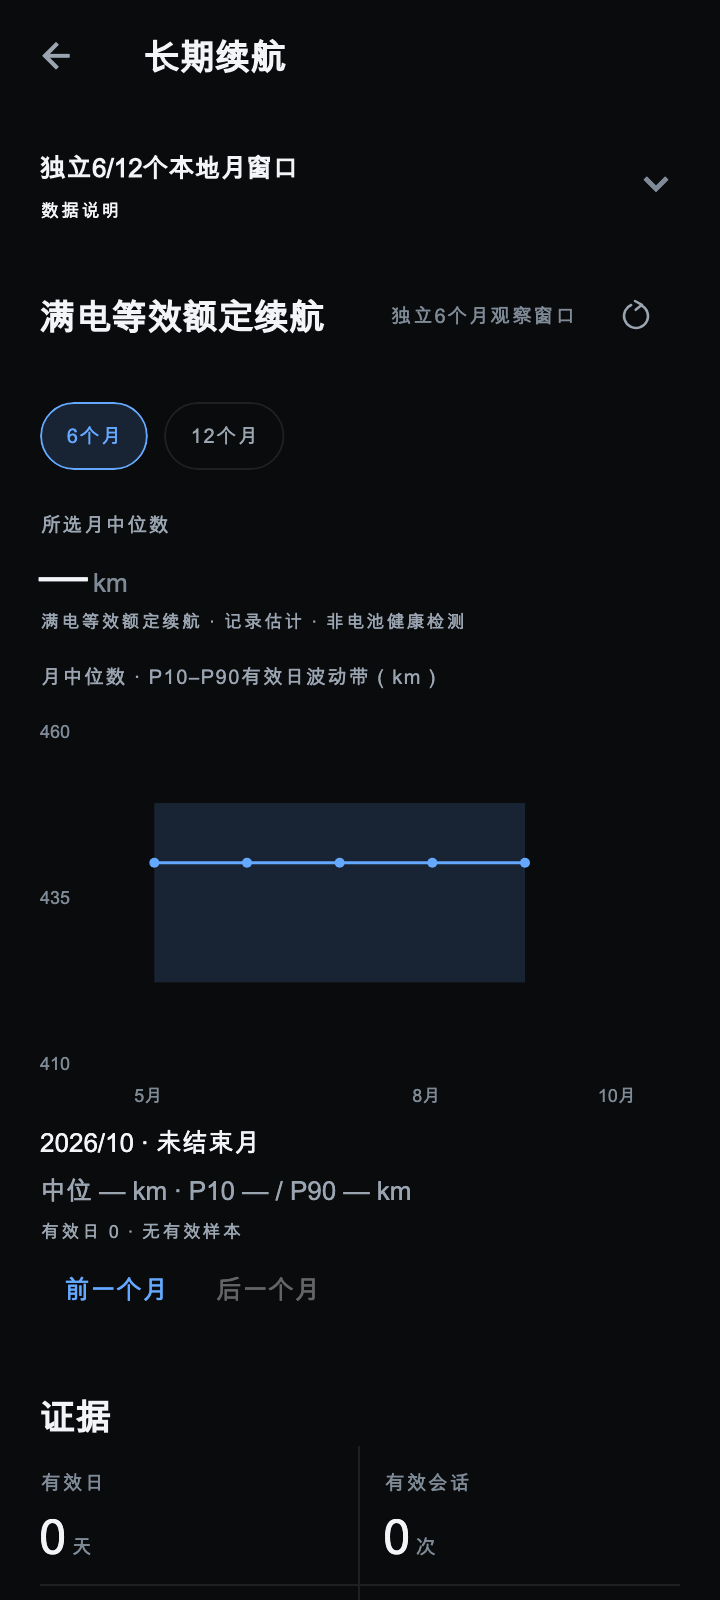 长期续航
独立6/12个本地月窗口
数据说明
满电等效额定续航
独立6个月观察窗口
6个月
12个月
所选月中位数
—km
满电等效额定续航 · 记录估计 · 非电池健康检测
月中位数 · P10–P90有效日波动带（km）
460
435
410
5月
8月
10月
2026/10 · 未结束月
中位 — km · P10 — / P90 — km
有效日 0 · 无有效样本
前一个月
后一个月
证据
有效日
有效会话
0 天
0 次